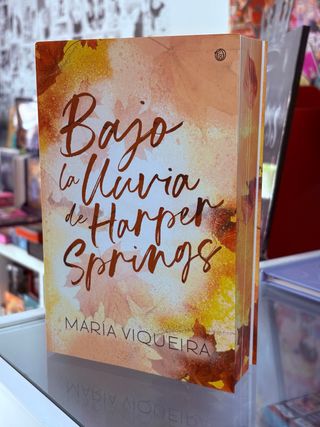 Bajo
la lluvia
de Harper
Springs
MARÍA VIQUEIRA